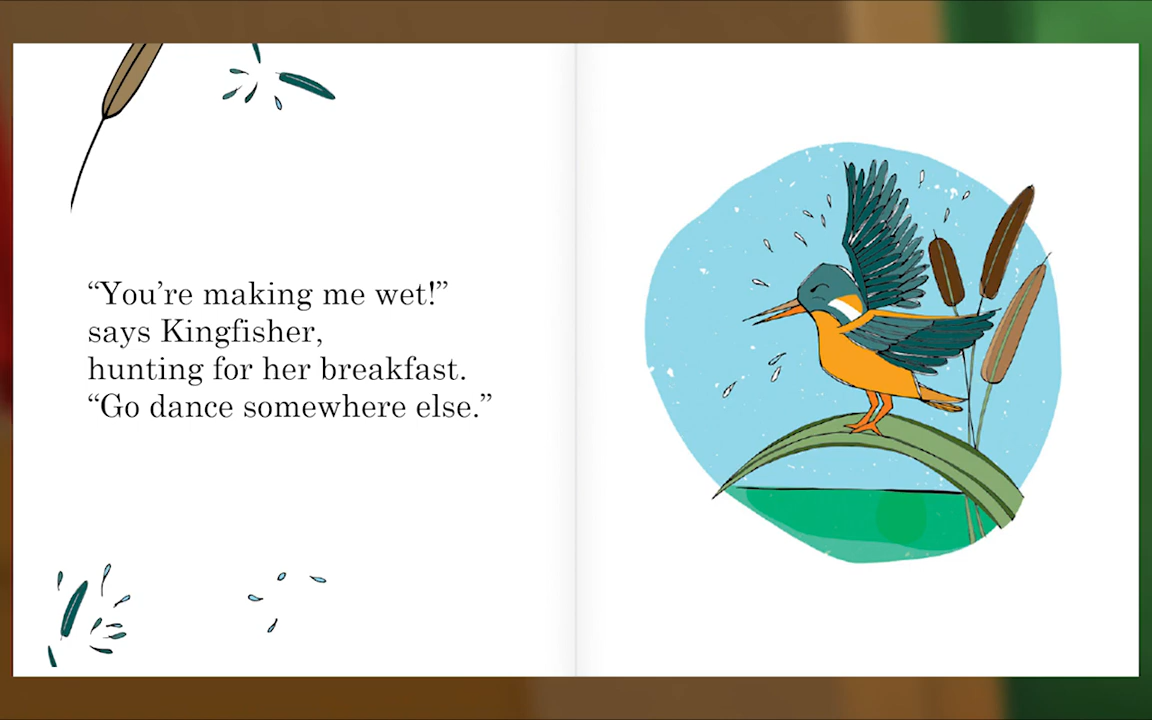 “You’re making me wet!”
says Kingfisher,
hunting for her breakfast.
“Go dance somewhere else.”